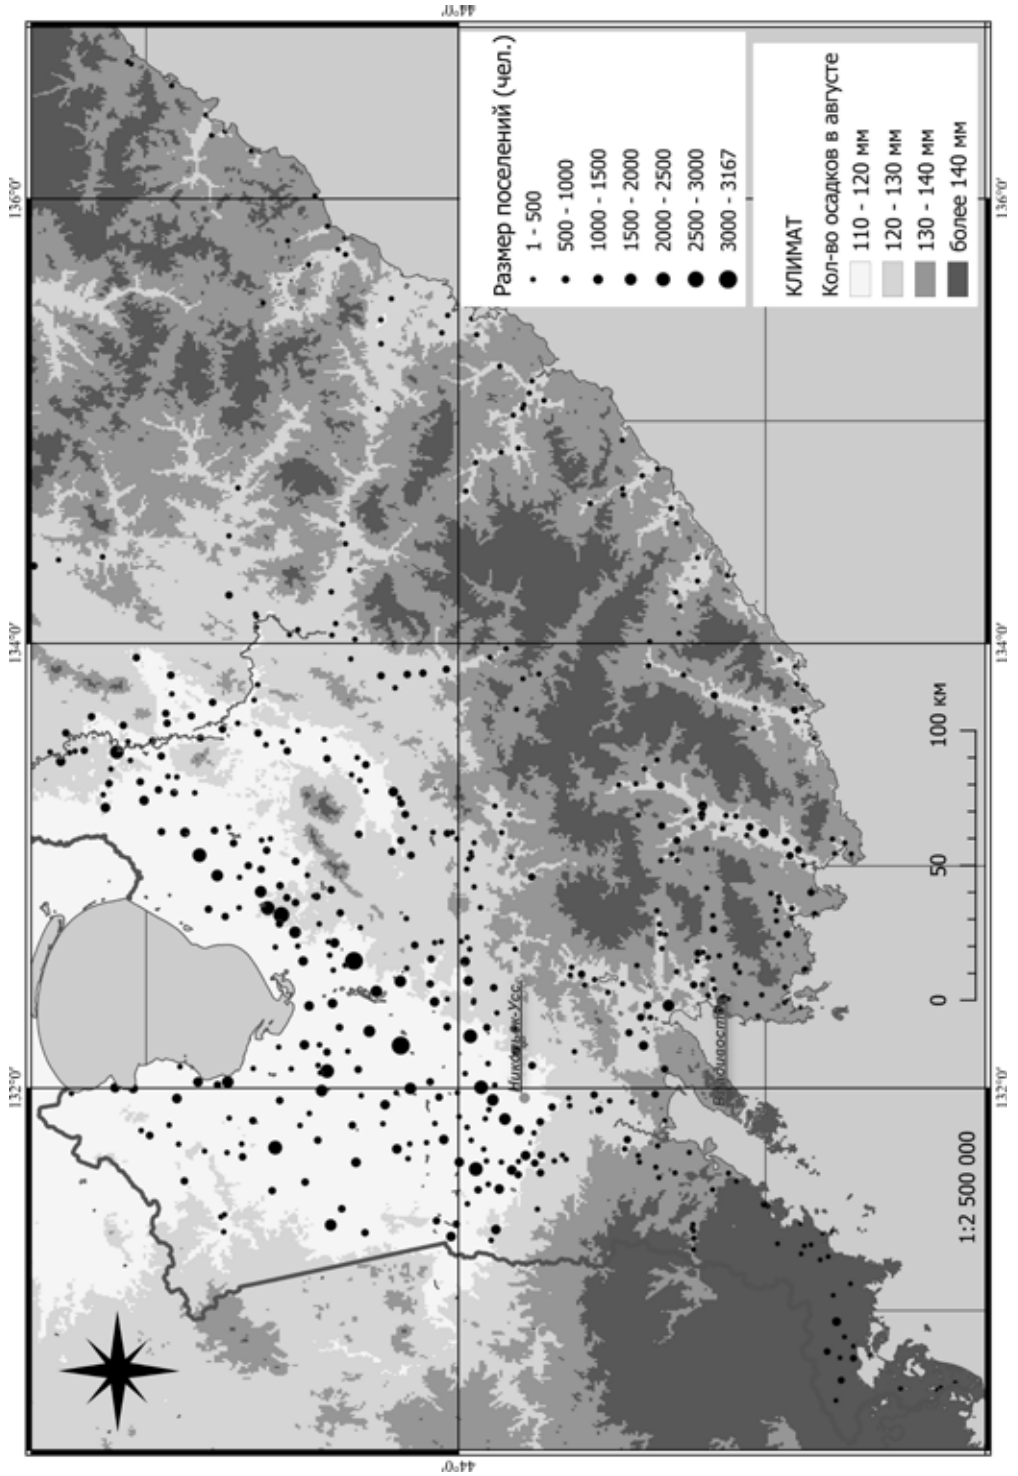 44°0'
44°0'
136°0'
136°0'
134°0'
134°0'
132°0'
132°0'
Размер поселений (чел.)
1 - 500
500 - 1000
1000 - 1500
1500 - 2000
2000 - 2500
2500 - 3000
3000 - 3167
КЛИМАТ
Кол-во осадков в августе
110 - 120 мм
120 - 130 мм
130 - 140 мм
более 140 мм
Владивосток
1:2 500 000
0 50 100 км